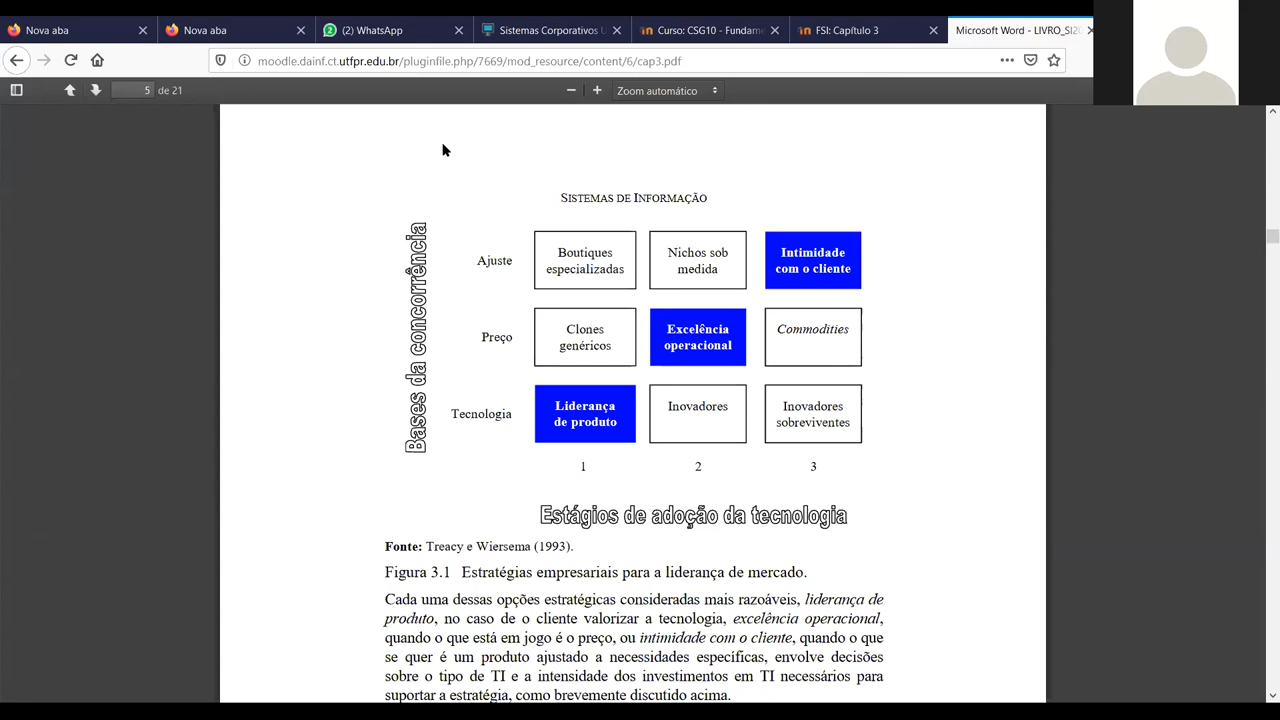 Nova aba
Nova aba
(2) WhatsApp
Sistemas Corporativos U
Curso: CSG10 - Fundame
FSI: Capítulo 3
Microsoft Word - LIVRO_SI20
moodle.dainf.ct.utfpr.edu.br/pluginfile.php/7669/mod_resource/content/6/cap3.pdf
5 de 21
Zoom automático
SISTEMAS DE INFORMAÇÃO
Bases da concorrência
Ajuste
Boutiques
especializadas
Nichos sob
medida
Intimidade
com o cliente
Preço
Clones
genéricos
Excelência
operacional
Commodities
Tecnologia
Liderança
de produto
Inovadores
Inovadores
sobreviventes
1 2 3
Estágios de adoção da tecnologia
Fonte: Treacy e Wiersema (1993).
Figura 3.1 Estratégias empresariais para a liderança de mercado.
Cada uma dessas opções estratégicas consideradas mais razoáveis, liderança de
produto, no caso de o cliente valorizar a tecnologia, excelência operacional,
quando o que está em jogo é o preço, ou intimidade com o cliente, quando o que
se quer é um produto ajustado a necessidades específicas, envolve decisões
sobre o tipo de TI e a intensidade dos investimentos em TI necessários para
suportar a estratégia, como brevemente discutido acima.